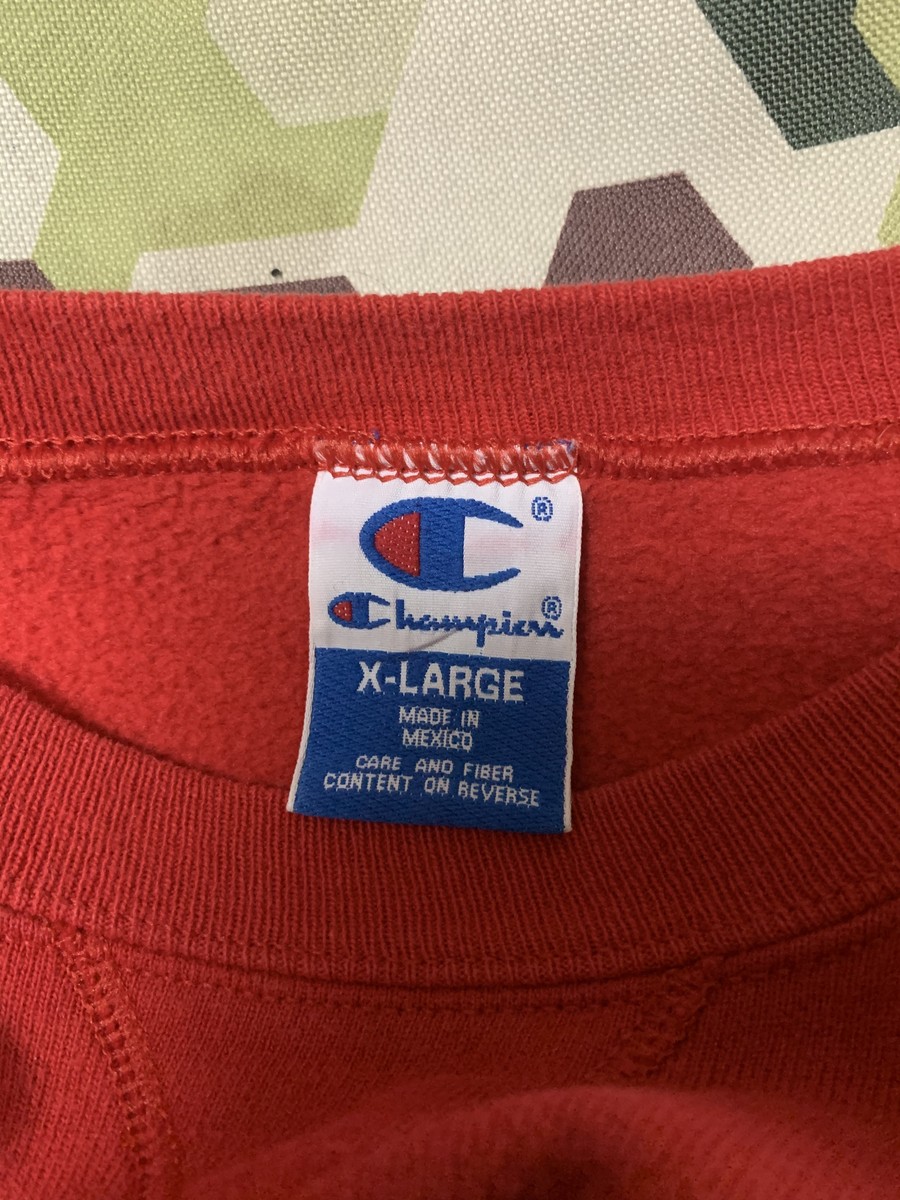 ®
Champion®
X-LARGE
MADE IN
MEXICO
CARE AND FIBER
CONTENT ON REVERSE